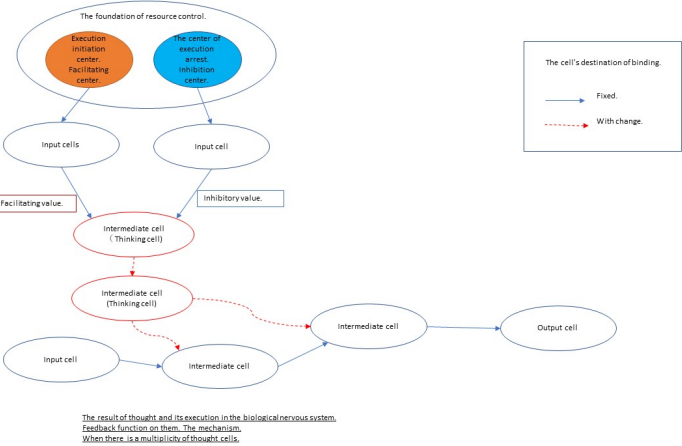 The foundation of resource control.
Execution
initiation
center.
Facilitating
center.
The center of
execution
arrest.
Inhibition
center.
The cell's destination of binding.
Fixed.
With change.
Input cells
Input cell
Facilitating value.
Inhibitory value.
Intermediate cell
(Thinking cell)
Intermediate cell
(Thinking cell)
Intermediate cell
Output cell
Input cell
Intermediate cell
The result of thought and its execution in the biological nervous system.
Feedback function on them. The mechanism.
When there is a multiplicity of thought cells.